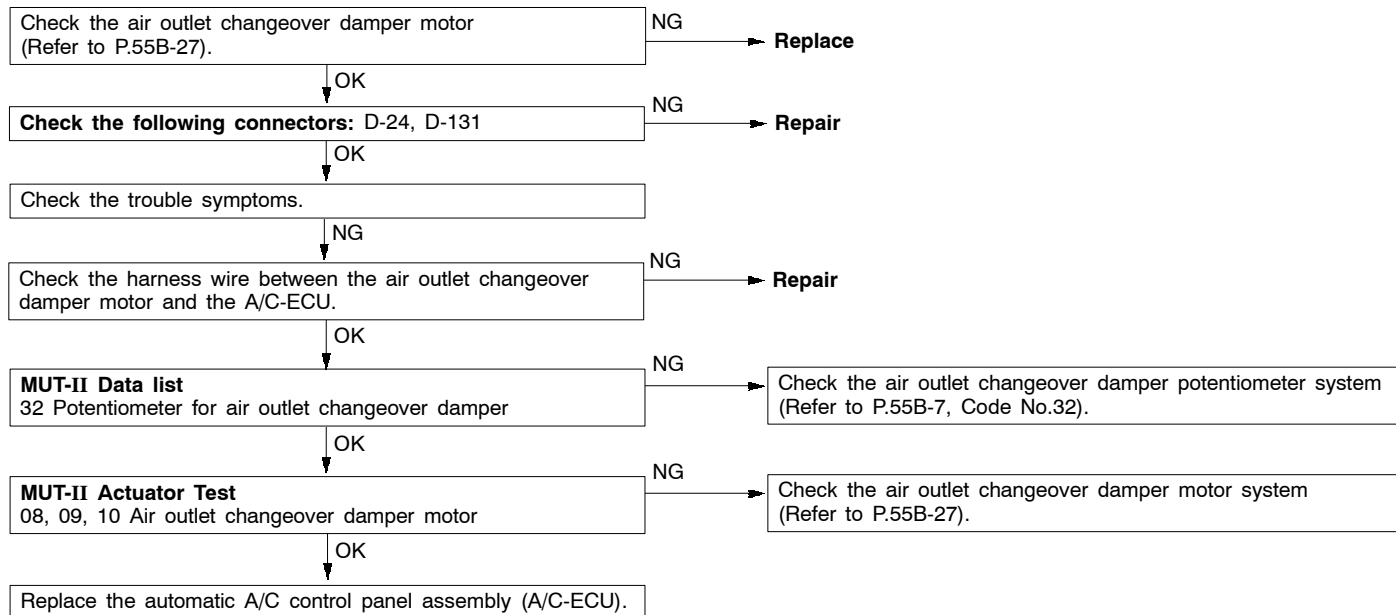 Check the air outlet changeover damper motor
(Refer to P.55B-27).
NG
Replace
OK
Check the following connectors: D-24, D-131
NG
Repair
OK
Check the trouble symptoms.
NG
Check the harness wire between the air outlet changeover
damper motor and the A/C-ECU.
NG
Repair
OK
MUT-II Data list
32 Potentiometer for air outlet changeover damper
NG
Check the air outlet changeover damper potentiometer system
(Refer to P.55B-7, Code No.32).
OK
MUT-II Actuator Test
08, 09, 10 Air outlet changeover damper motor
NG
Check the air outlet changeover damper motor system
(Refer to P.55B-27).
OK
Replace the automatic A/C control panel assembly (A/C-ECU).